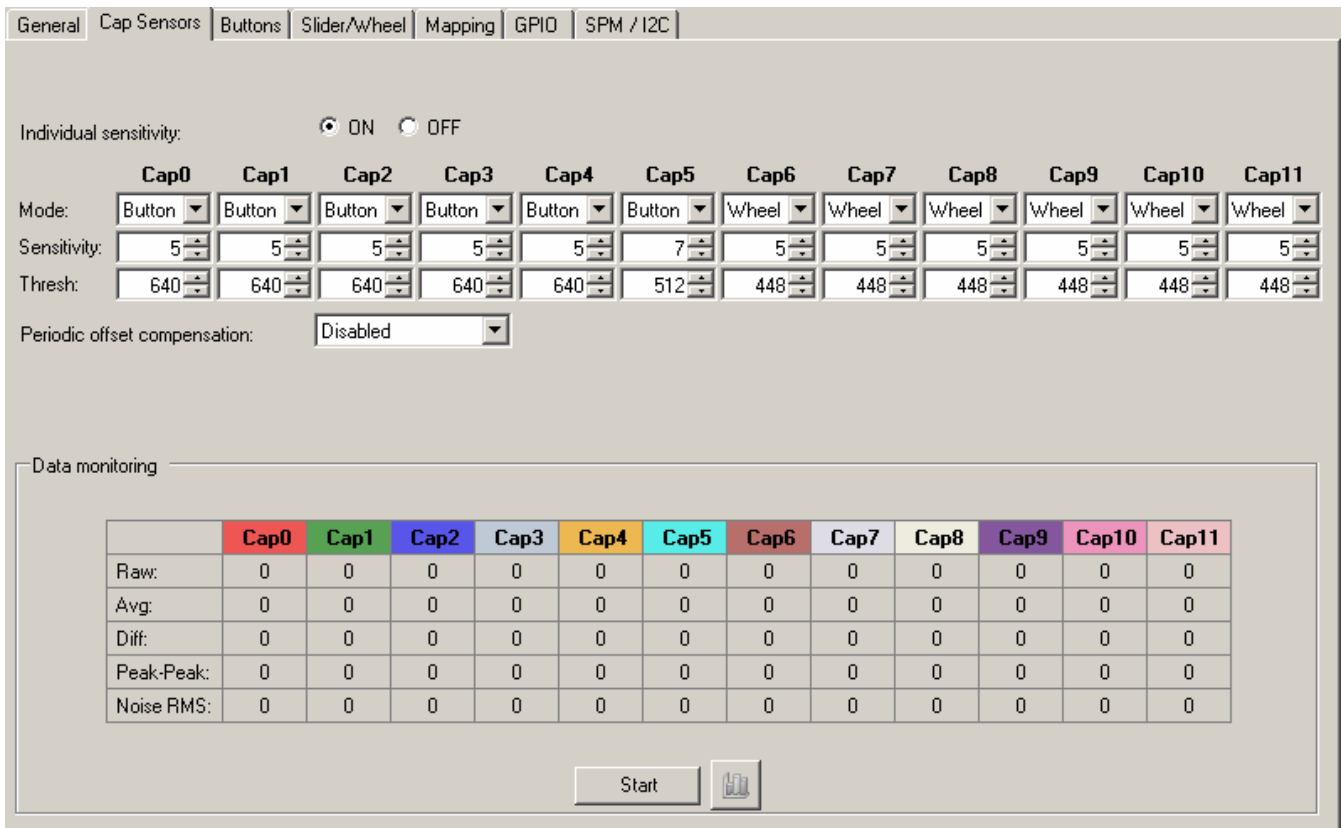 General Cap Sensors Buttons Slider/Wheel Mapping GPIO SPM / I2C
Individual sensitivity: ON OFF
Cap0 Cap1 Cap2 Cap3 Cap4 Cap5 Cap6 Cap7 Cap8 Cap9 Cap10 Cap11
Mode: Button Button Button Button Button Button Wheel Wheel Wheel Wheel Wheel Wheel
Sensitivity: 5 5 5 5 5 7 5 5 5 5 5 5
Thresh: 640 640 640 640 640 512 448 448 448 448 448 448
Periodic offset compensation: Disabled
Data monitoring
Cap0 Cap1 Cap2 Cap3 Cap4 Cap5 Cap6 Cap7 Cap8 Cap9 Cap10 Cap11
Raw: 0 0 0 0 0 0 0 0 0 0 0 0
Avg: 0 0 0 0 0 0 0 0 0 0 0 0
Diff: 0 0 0 0 0 0 0 0 0 0 0 0
Peak-Peak: 0 0 0 0 0 0 0 0 0 0 0 0
Noise RMS: 0 0 0 0 0 0 0 0 0 0 0 0
Start